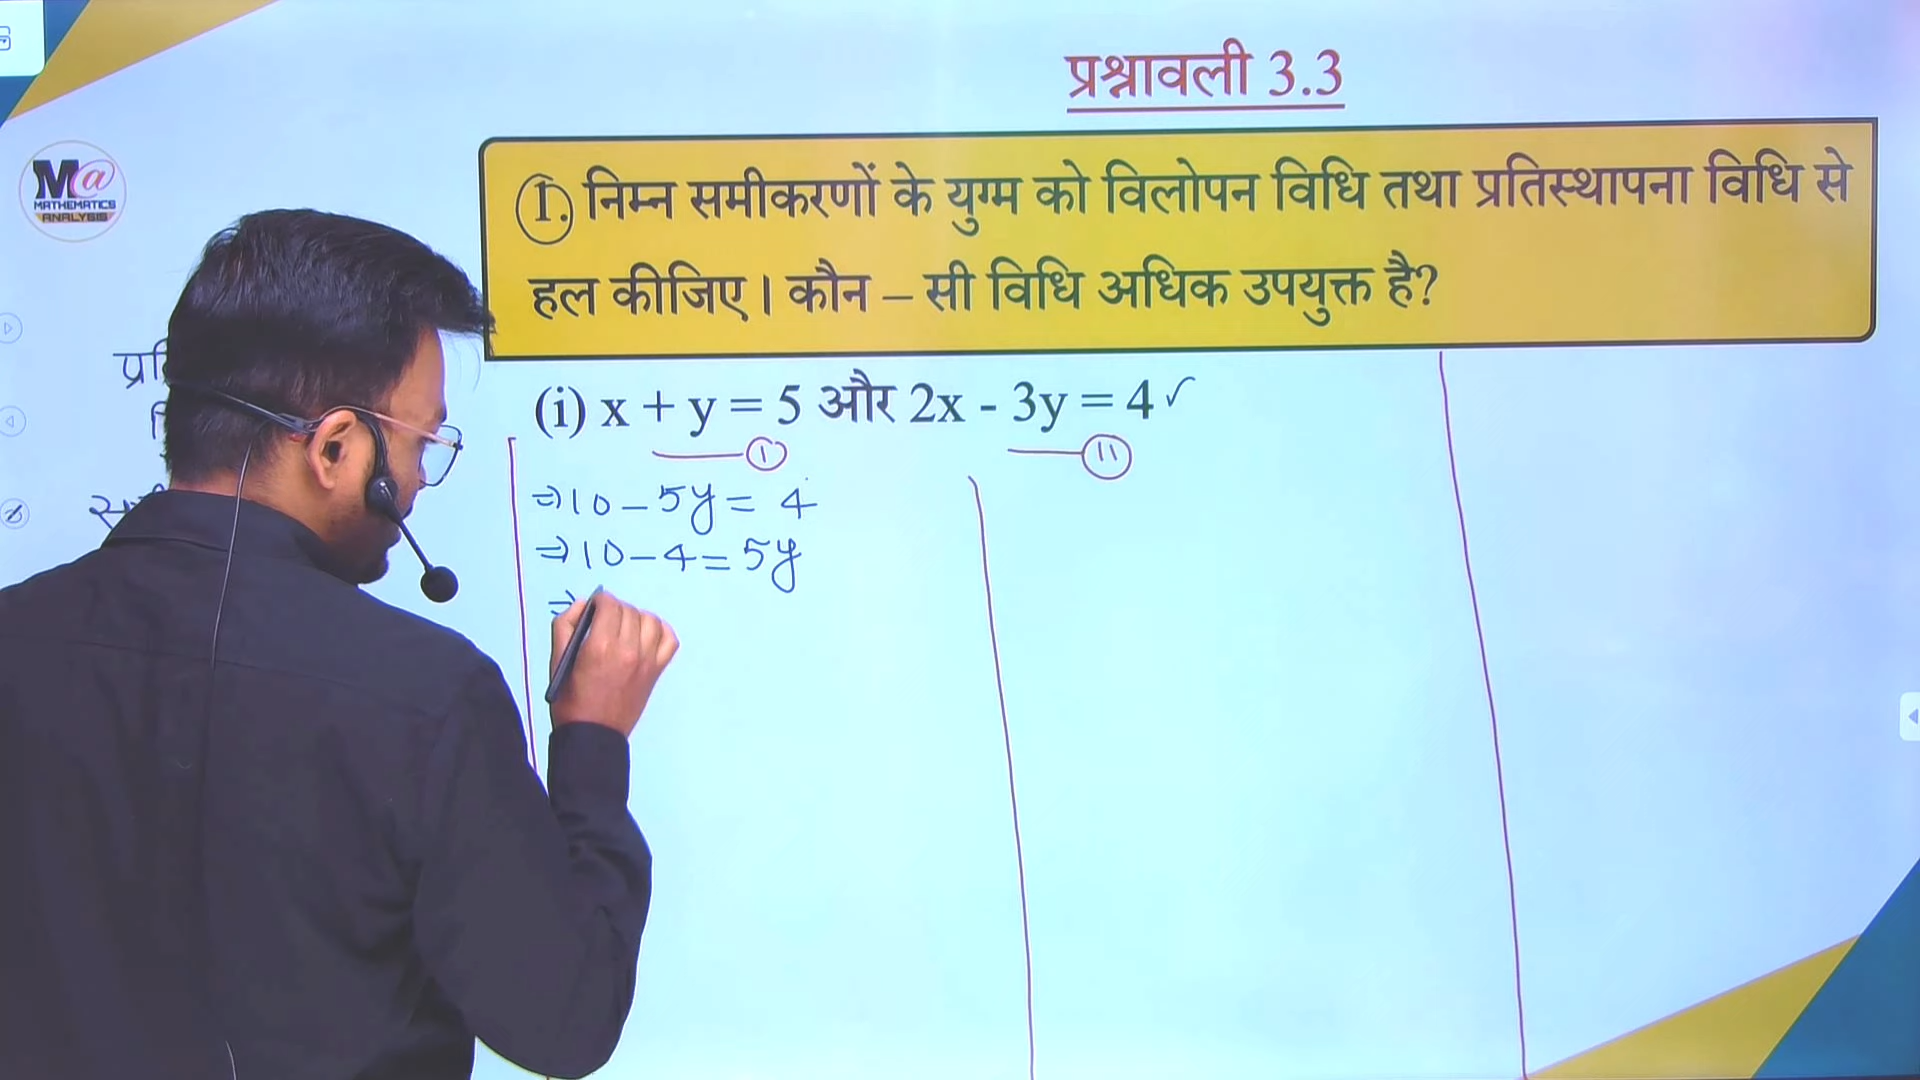 प्रश्नावली 3.3
M@
MATHEMATICS
ANALYSIS
1. निम्न समीकरणों के युग्म को विलोपन विधि तथा प्रतिस्थापना विधि से
हल कीजिए। कौन – सी विधि अधिक उपयुक्त है?
(i) x + y = 5 और 2x - 3y = 4 ✓
—(I) —(II)
⇒ 10 - 5y = 4
⇒ 10 - 4 = 5y
⇒